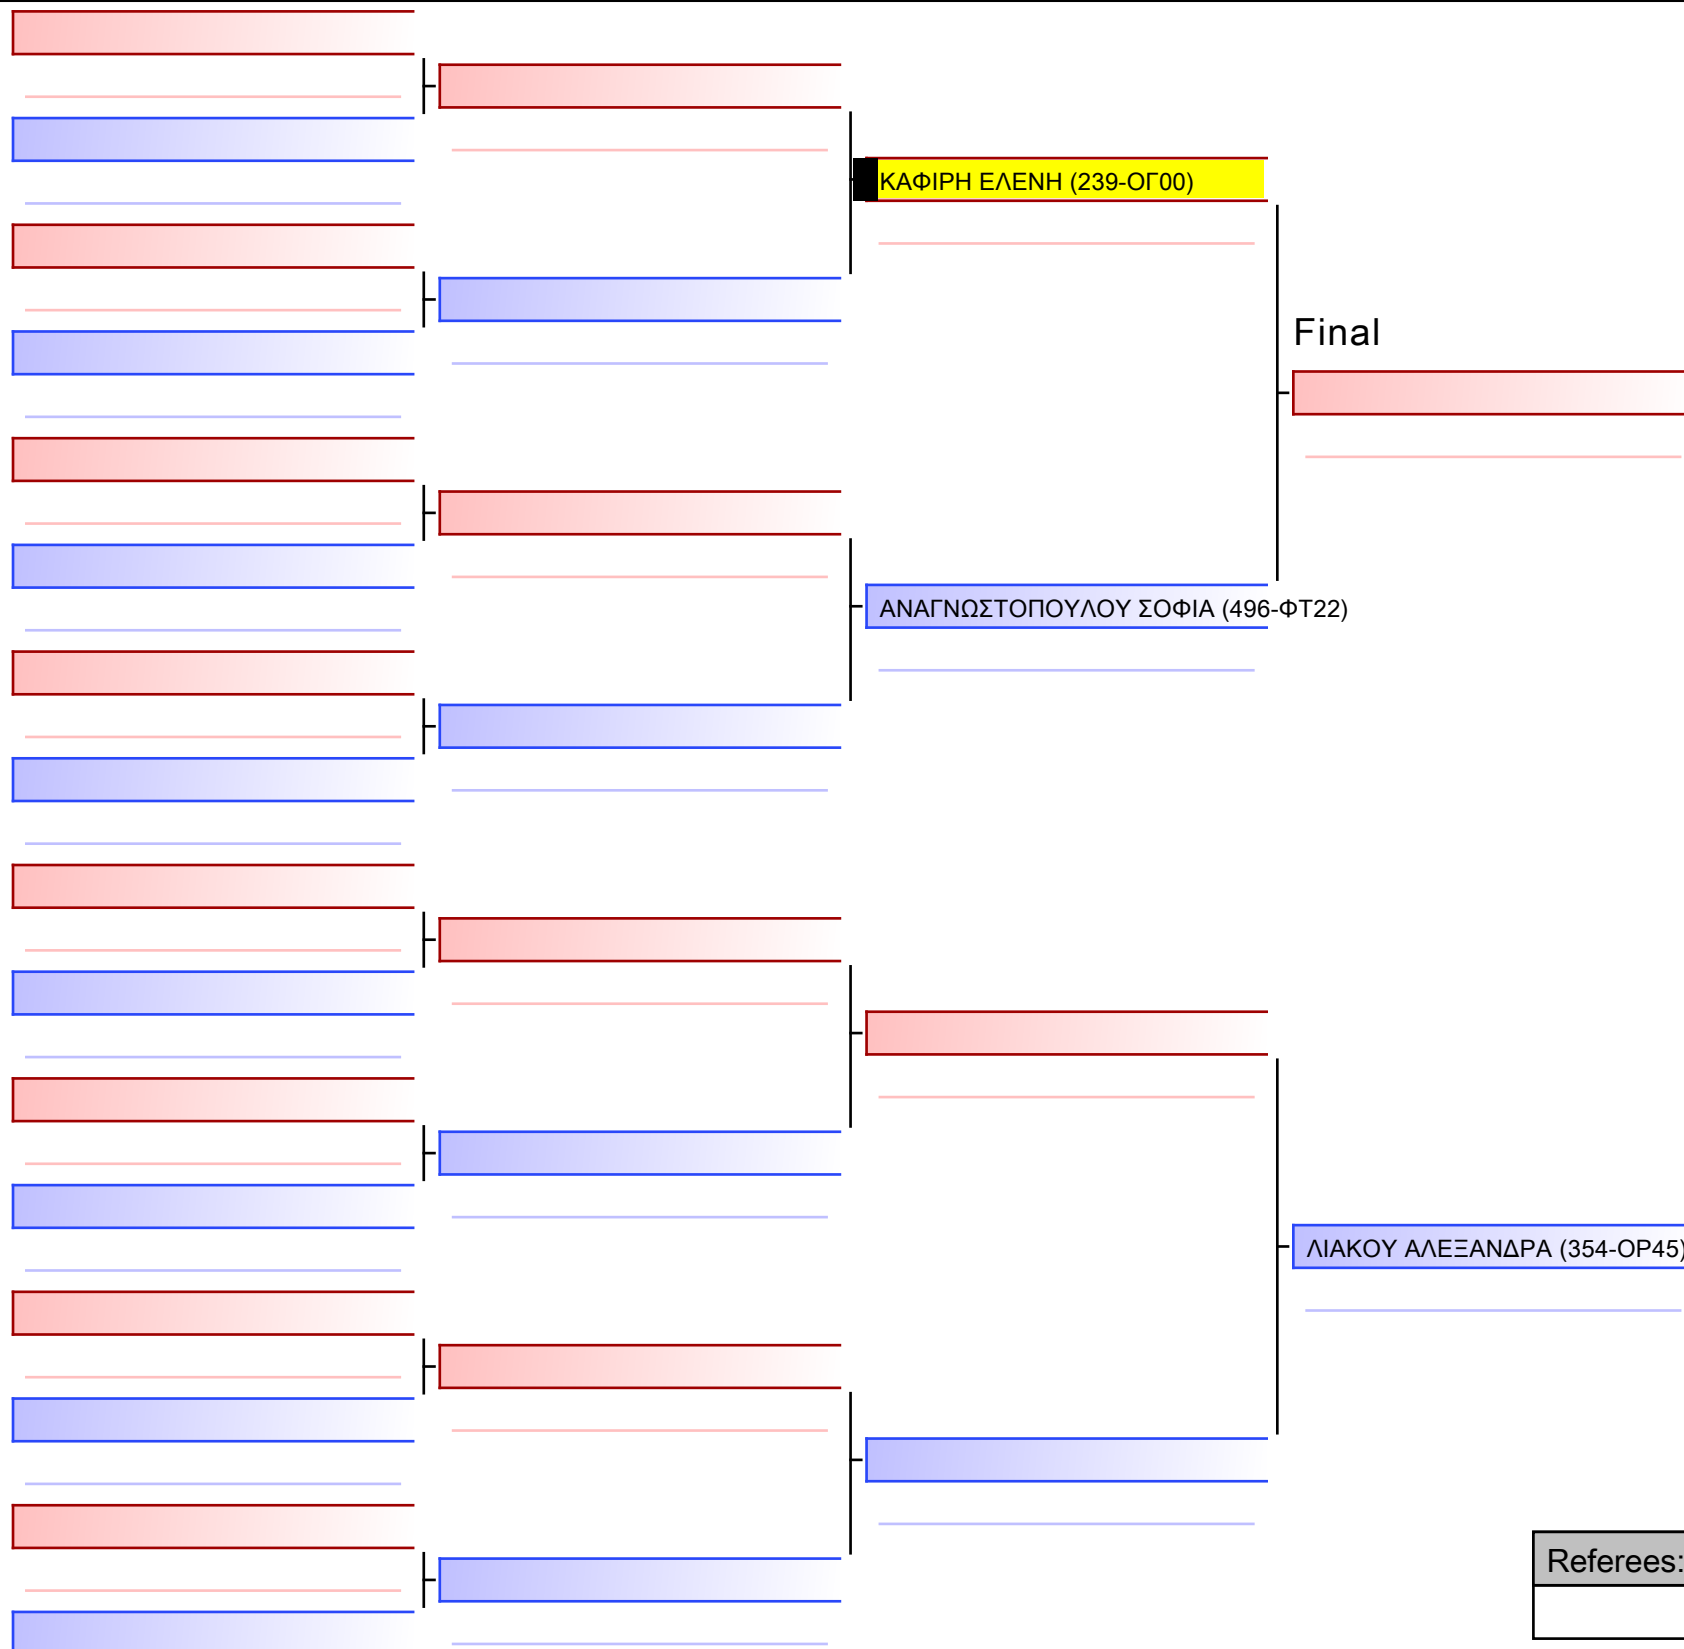 ΚΑΦΙΡΗ ΕΛΕΝΗ (239-ΟΓ00)
Final
ΑΝΑΓΝΩΣΤΟΠΟΥΛΟΥ ΣΟΦΙΑ (496-ΦΤ22)
ΛΙΑΚΟΥ ΑΛΕΞΑΝΔΡΑ (354-ΟΡ45)
Referees: